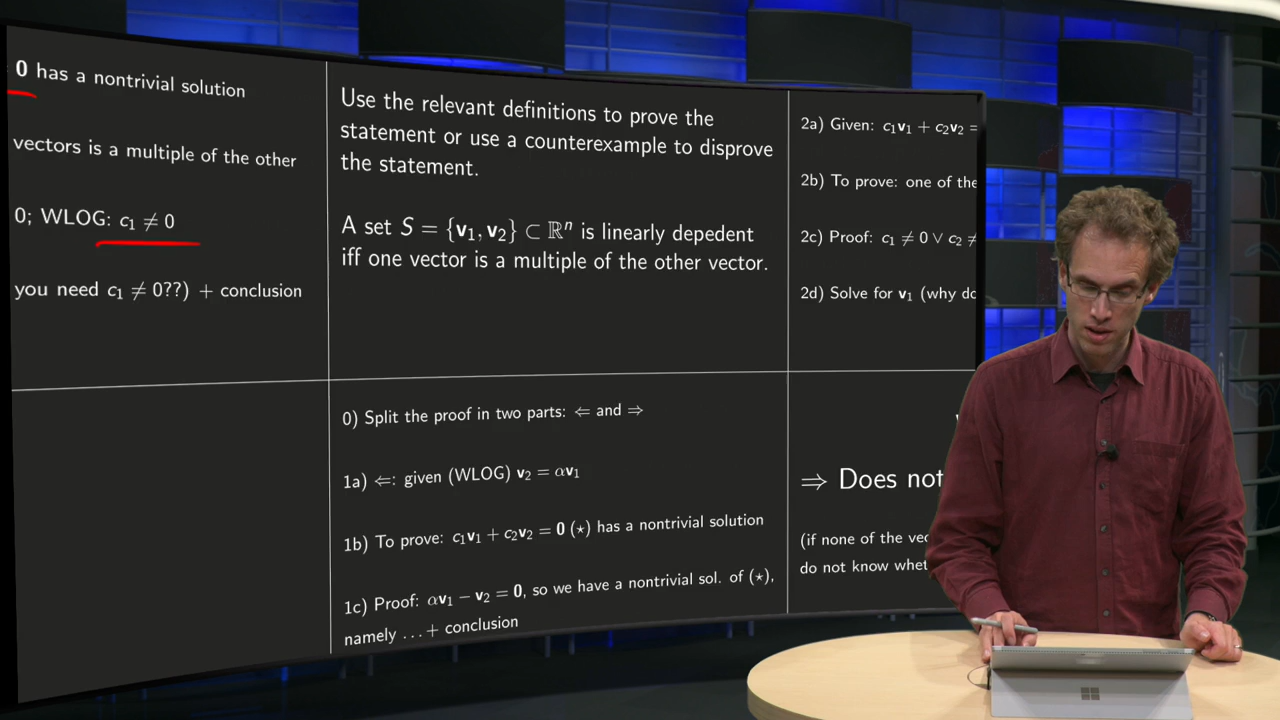 0 has a nontrivial solution
vectors is a multiple of the other
0; WLOG: c₁ ≠ 0
you need c₁ ≠ 0??) + conclusion
Use the relevant definitions to prove the
statement or use a counterexample to disprove
the statement.
A set S = {v₁, v₂} ⊂ ℝⁿ is linearly depedent
iff one vector is a multiple of the other vector.
0) Split the proof in two parts: ⇐ and ⇒
1a) ⇐: given (WLOG) v₂ = αv₁
1b) To prove: c₁v₁ + c₂v₂ = 0 (⋆) has a nontrivial solution
1c) Proof: αv₁ − v₂ = 0, so we have a nontrivial sol. of (⋆),
namely ... + conclusion
2a) Given: c₁v₁ + c₂v₂ =
2b) To prove: one of the
2c) Proof: c₁ ≠ 0 ∨ c₂ ≠
2d) Solve for v₁ (why do
⇒ Does not
(if none of the vec
do not know whet